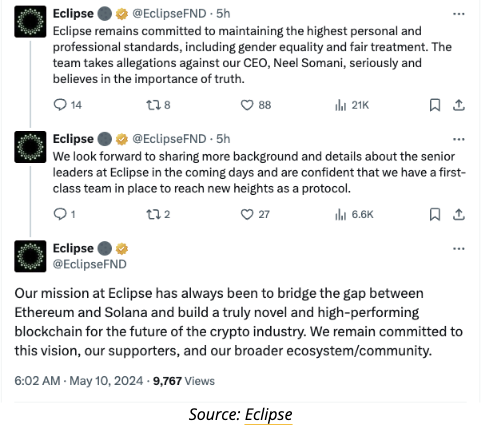 Eclipse @EclipseFND · 5h
Eclipse remains committed to maintaining the highest personal and
professional standards, including gender equality and fair treatment. The
team takes allegations against our CEO, Neel Somani, seriously and
believes in the importance of truth.
14 8 88 21K
Eclipse @EclipseFND · 5h
We look forward to sharing more background and details about the senior
leaders at Eclipse in the coming days and are confident that we have a first-
class team in place to reach new heights as a protocol.
1 2 27 6.6K
Eclipse
@EclipseFND
Our mission at Eclipse has always been to bridge the gap between
Ethereum and Solana and build a truly novel and high-performing
blockchain for the future of the crypto industry. We remain committed to
this vision, our supporters, and our broader ecosystem/community.
6:02 AM · May 10, 2024 · 9,767 Views
Source: Eclipse